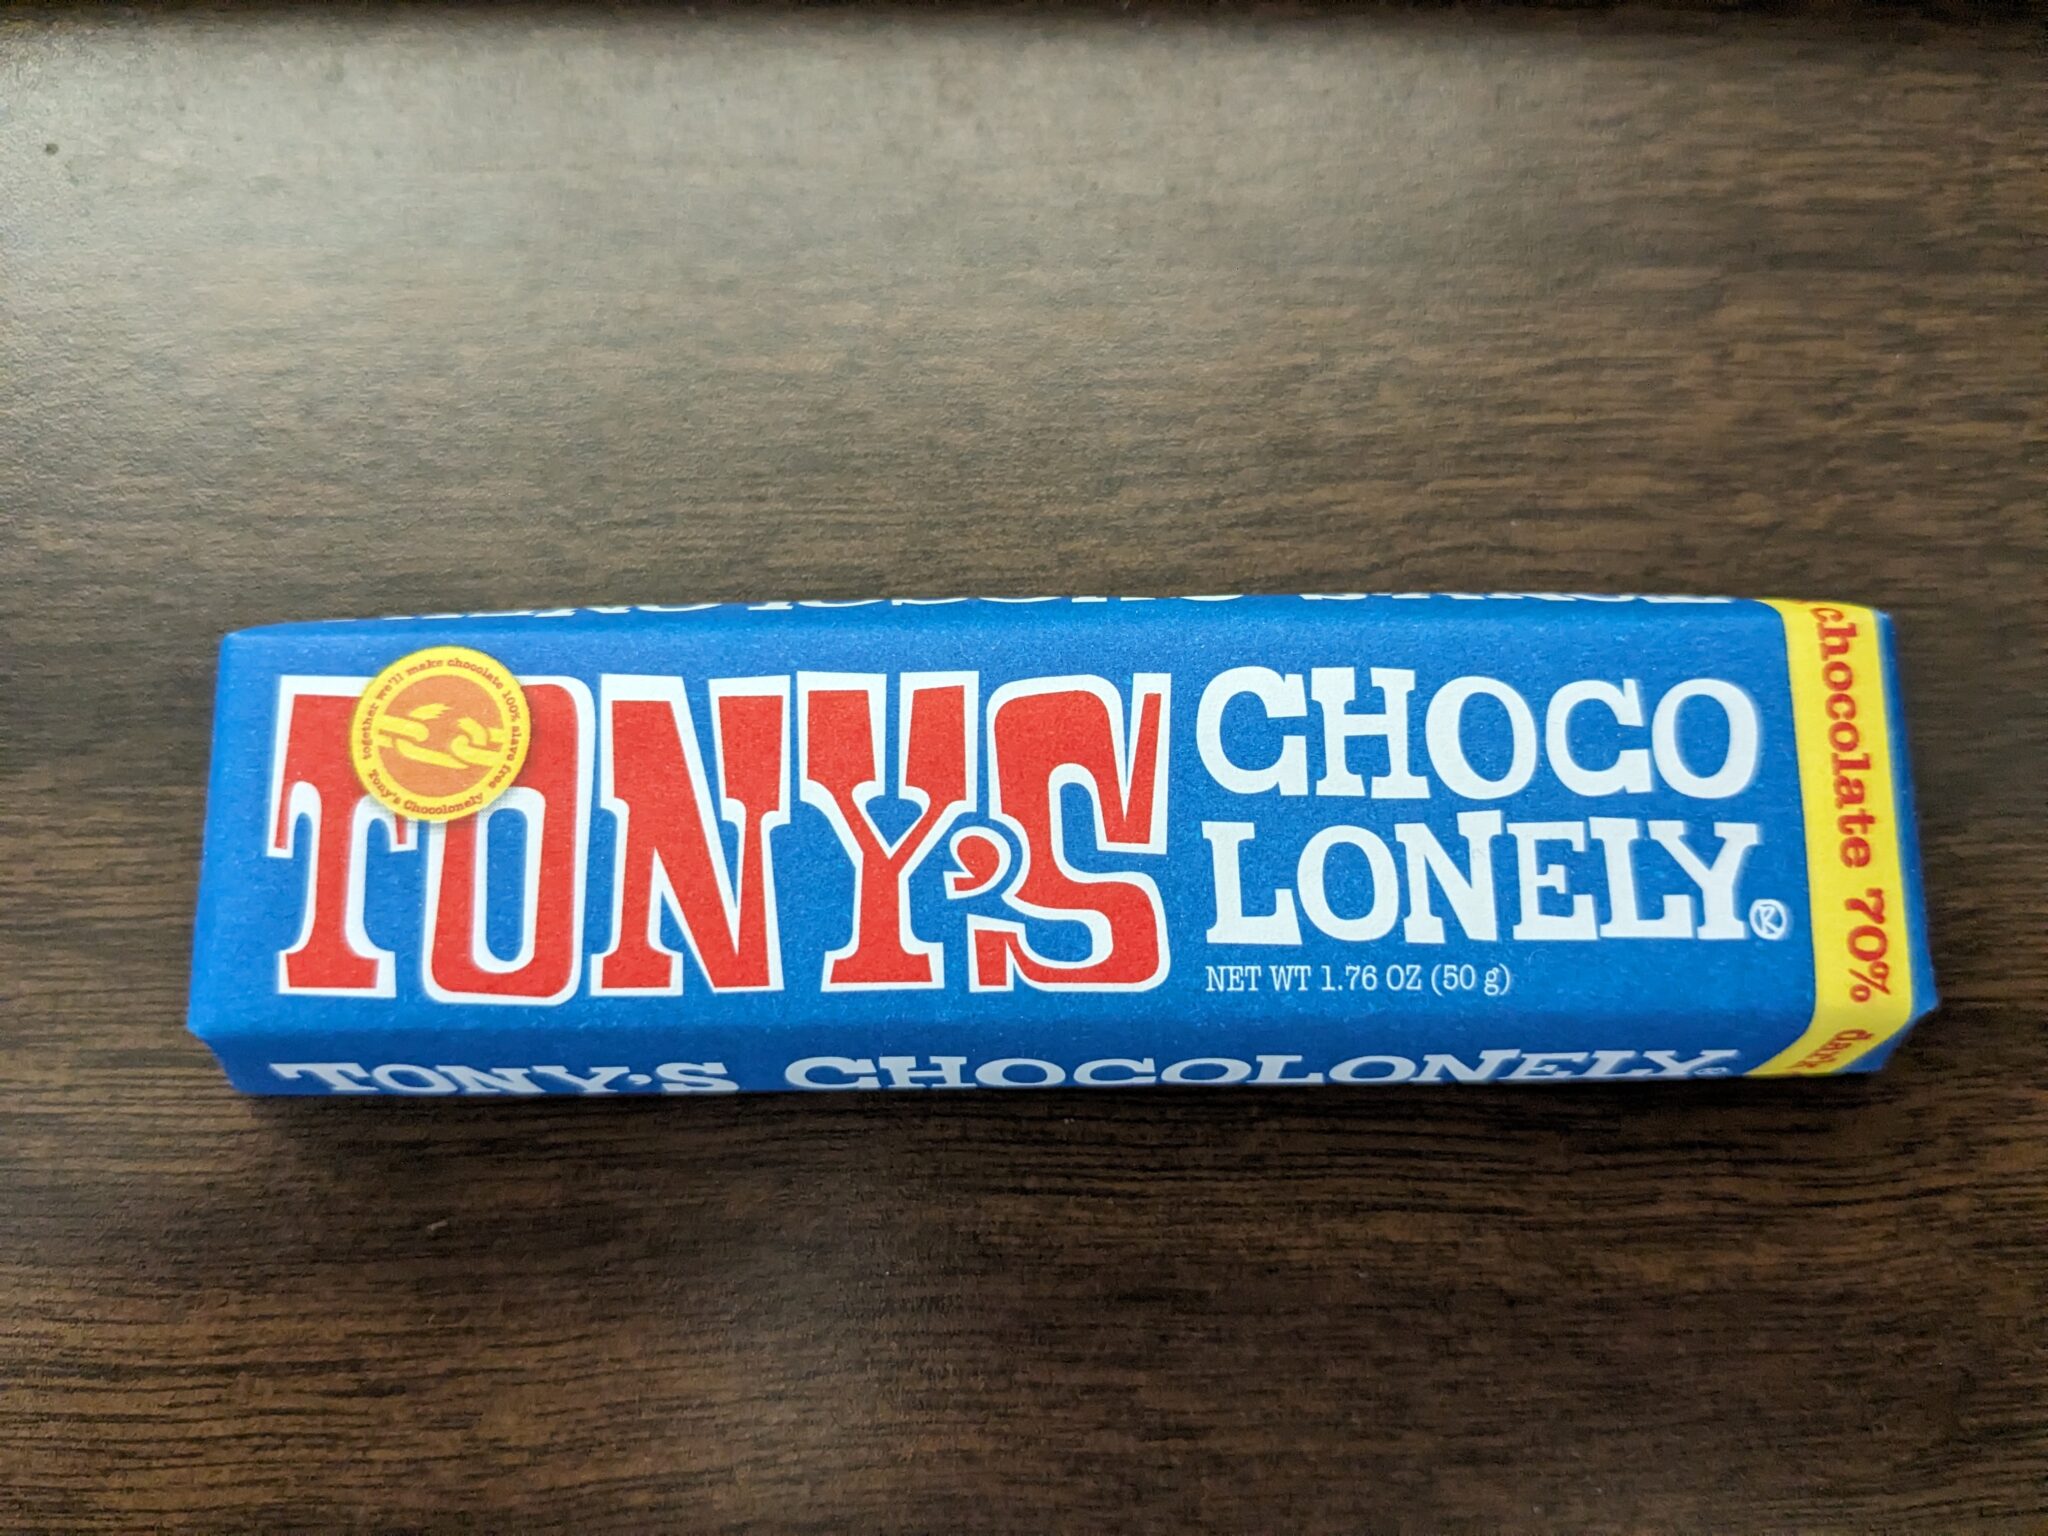 together we'll make chocolate 100% slave free
Tony's Chocolonely
TONY'S
CHOCO
LONELY®
NET WT 1.76 OZ (50 g)
dark chocolate 70%
TONY'S CHOCOLONELY®